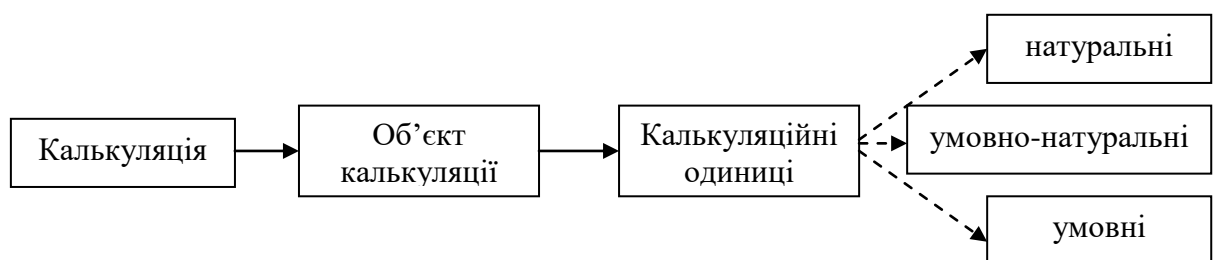 Калькуляція
Об’єкт
калькуляції
Калькуляційні
одиниці
натуральні
умовно-натуральні
умовні